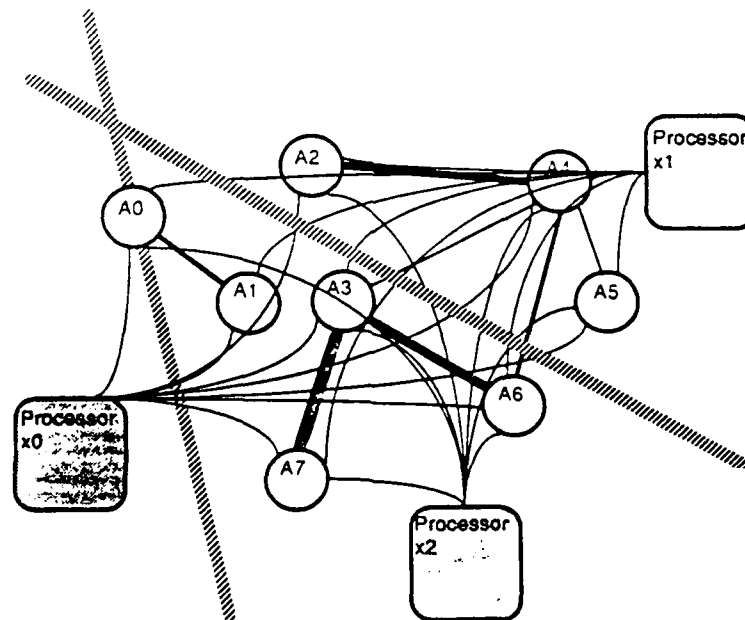 Processor
x1
A2
A4
A0
A1
A3
A5
A6
A7
Processor
x0
Processor
x2